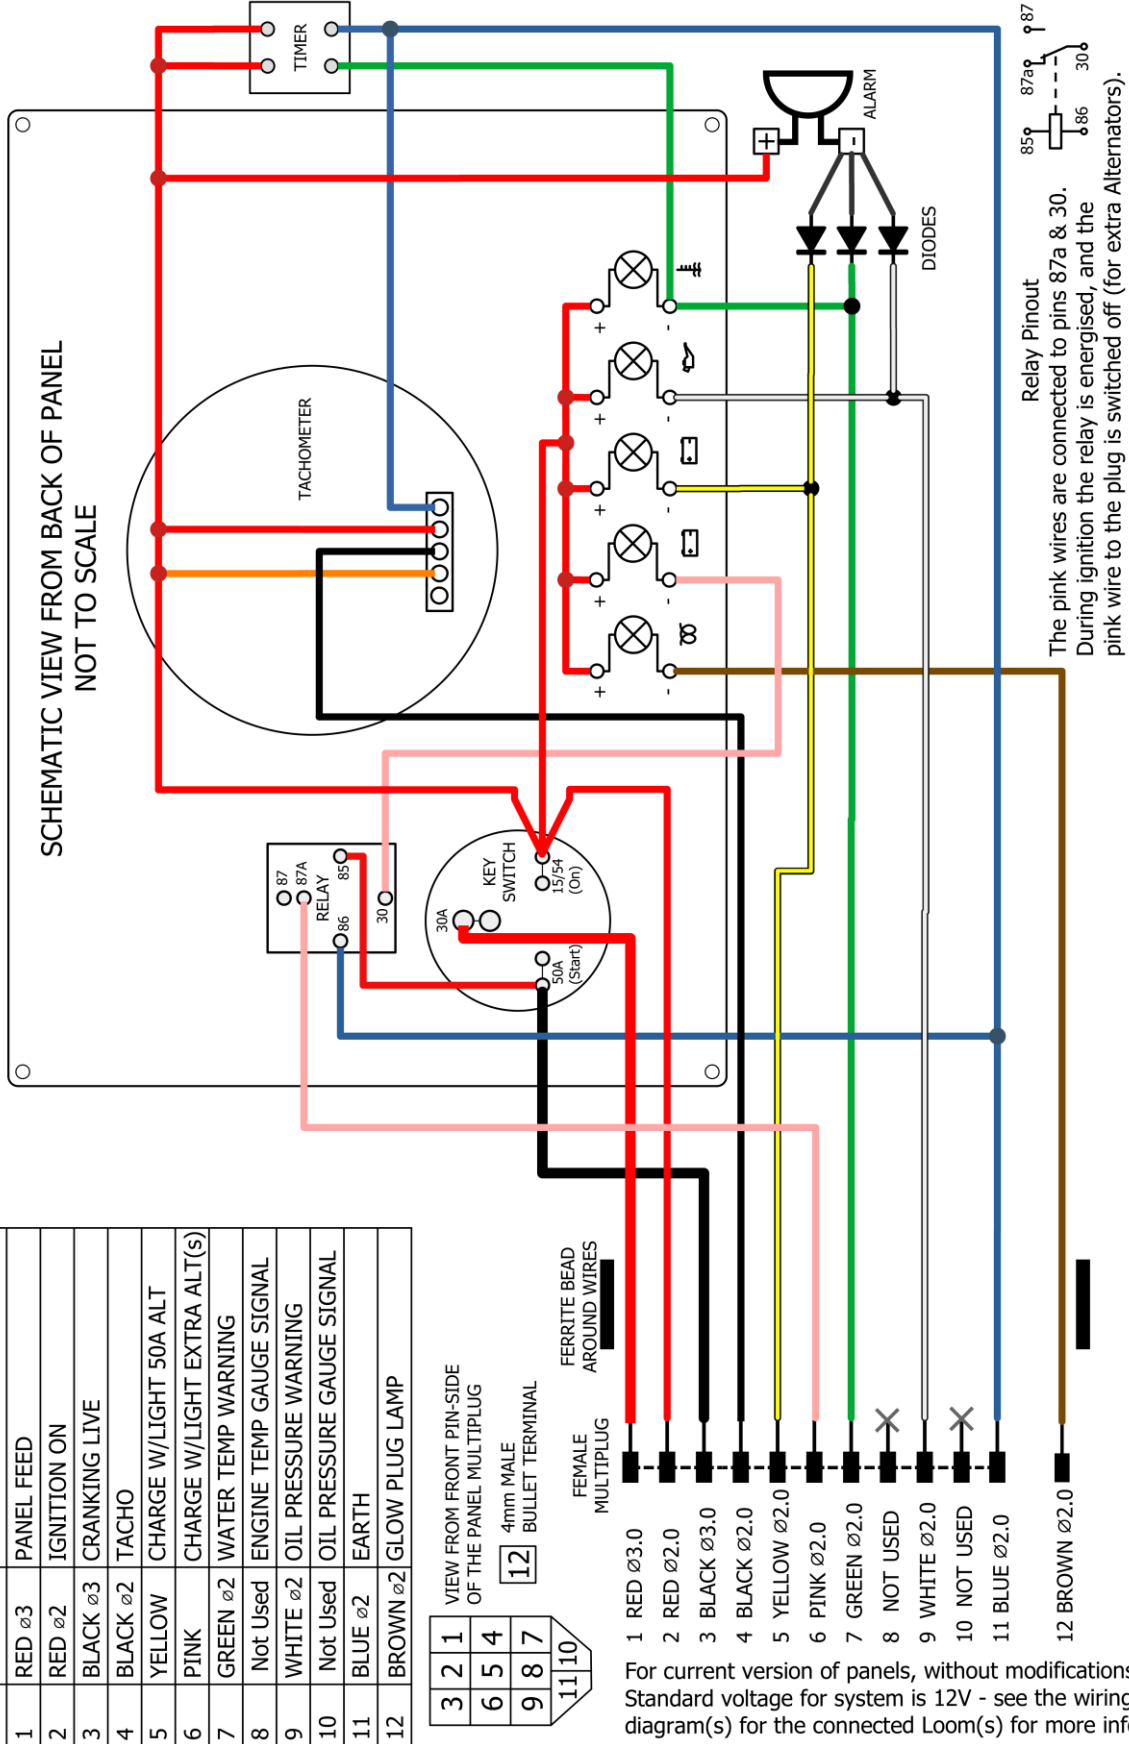 SCHEMATIC VIEW FROM BACK OF PANEL
NOT TO SCALE
TIMER
TACHOMETER
ALARM
+
-
DIODES
+
-
+
-
+
-
+
-
+
-
RELAY
87
87A
85
86
30
KEY
SWITCH
30A
15/54
(On)
50A
(Start)
85
86
87a
87
30
Relay Pinout
The pink wires are connected to pins 87a & 30.
During ignition the relay is energised, and the
pink wire to the plug is switched off (for extra Alternators).
1 RED ø3 PANEL FEED
2 RED ø2 IGNITION ON
3 BLACK ø3 CRANKING LIVE
4 BLACK ø2 TACHO
5 YELLOW CHARGE W/LIGHT 50A ALT
6 PINK CHARGE W/LIGHT EXTRA ALT(s)
7 GREEN ø2 WATER TEMP WARNING
8 Not Used ENGINE TEMP GAUGE SIGNAL
9 WHITE ø2 OIL PRESSURE WARNING
10 Not Used OIL PRESSURE GAUGE SIGNAL
11 BLUE ø2 EARTH
12 BROWN ø2 GLOW PLUG LAMP
VIEW FROM FRONT PIN-SIDE
OF THE PANEL MULTIPLUG
3 2 1
6 5 4
9 8 7
11 10
12
4mm MALE
BULLET TERMINAL
FERRITE BEAD
AROUND WIRES
FEMALE
MULTIPLUG
1 RED Ø3.0
2 RED Ø2.0
3 BLACK Ø3.0
4 BLACK Ø2.0
5 YELLOW Ø2.0
6 PINK Ø2.0
7 GREEN Ø2.0
8 NOT USED
9 WHITE Ø2.0
10 NOT USED
11 BLUE Ø2.0
12 BROWN Ø2.0
For current version of panels, without modifications
Standard voltage for system is 12V - see the wiring
diagram(s) for the connected Loom(s) for more inf